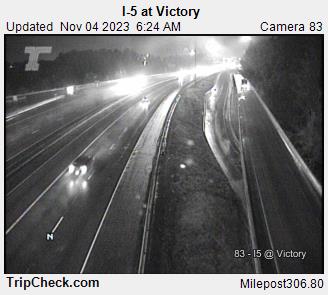 I-5 at Victory
Updated Nov 04 2023 6:24 AM Camera 83
T
N
83 - I5 @ Victory
TripCheck.com Milepost306.80